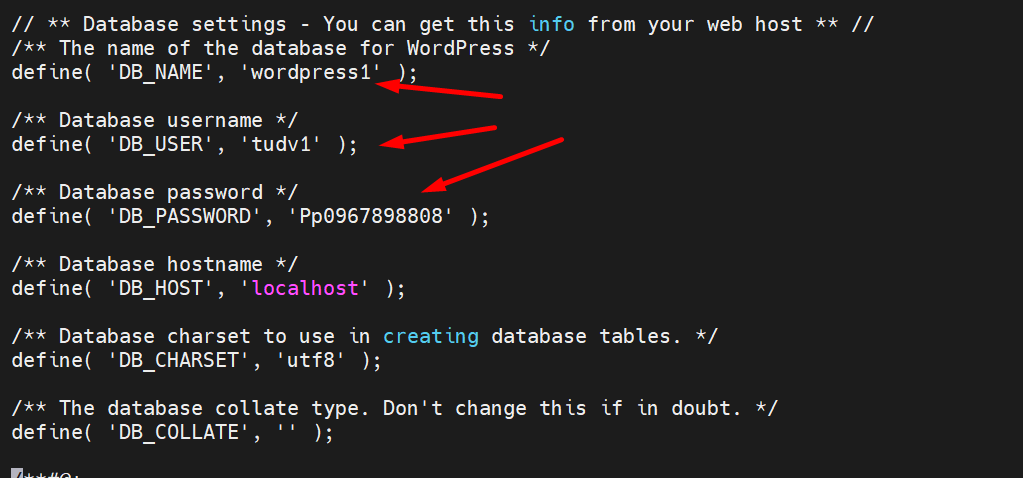 // ** Database settings - You can get this info from your web host ** //
/** The name of the database for WordPress */
define( 'DB_NAME', 'wordpress1' );
/** Database username */
define( 'DB_USER', 'tudv1' );
/** Database password */
define( 'DB_PASSWORD', 'Pp0967898808' );
/** Database hostname */
define( 'DB_HOST', 'localhost' );
/** Database charset to use in creating database tables. */
define( 'DB_CHARSET', 'utf8' );
/** The database collate type. Don't change this if in doubt. */
define( 'DB_COLLATE', '' );